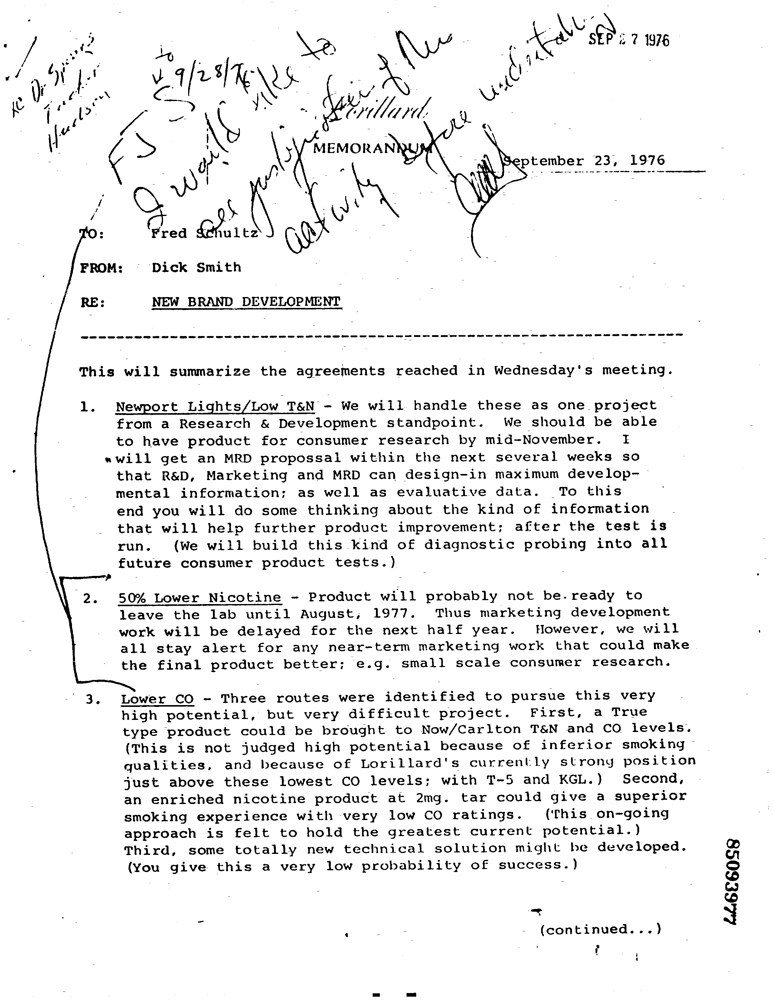 SEP 27 1976
xc Dr Spears
Tucker
Hudson
to
9/28/76
FJS
I would like to
see justification of this
activity before undertak
Lorillard
MEMORANDUM
September 23, 1976
TO: Fred Schultz
FROM: Dick Smith
RE: NEW BRAND DEVELOPMENT
This will summarize the agreements reached in Wednesday's meeting.
1. Newport Lights/Low T&N - We will handle these as one project
from a Research & Development standpoint. We should be able
to have product for consumer research by mid-November. I
will get an MRD propossal within the next several weeks so
that R&D, Marketing and MRD can design-in maximum develop-
mental information; as well as evaluative data. To this
end you will do some thinking about the kind of information
that will help further product improvement; after the test is
run. (We will build this kind of diagnostic probing into all
future consumer product tests.)
2. 50% Lower Nicotine - Product will probably not be ready to
leave the lab until August, 1977. Thus marketing development
work will be delayed for the next half year. However, we will
all stay alert for any near-term marketing work that could make
the final product better; e.g. small scale consumer research.
3. Lower CO - Three routes were identified to pursue this very
high potential, but very difficult project. First, a True
type product could be brought to Now/Carlton T&N and CO levels.
(This is not judged high potential because of inferior smoking
qualities, and because of Lorillard's currently strong position
just above these lowest CO levels; with T-5 and KGL.) Second,
an enriched nicotine product at 2mg. tar could give a superior
smoking experience with very low CO ratings. (This on-going
approach is felt to hold the greatest current potential.)
Third, some totally new technical solution might be developed.
(You give this a very low probability of success.)
(continued...)
85093977